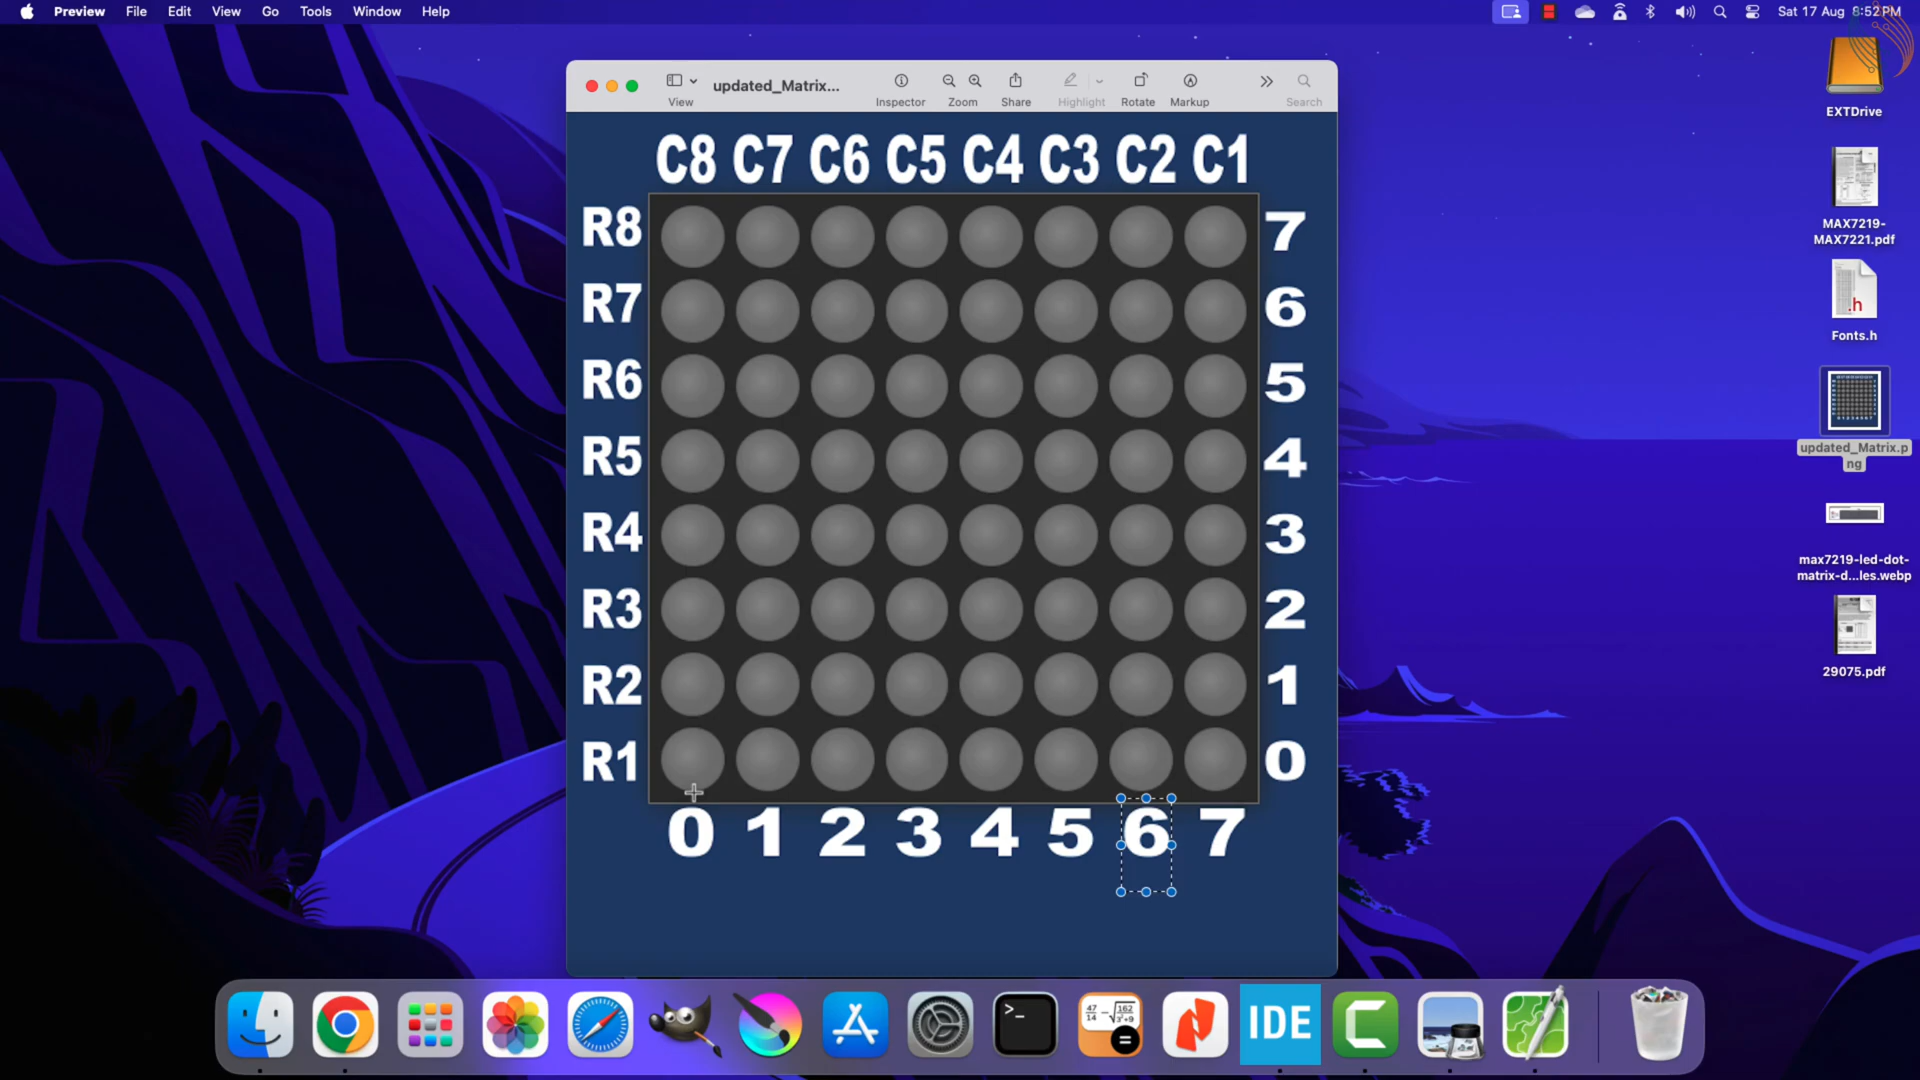 Preview File Edit View Go Tools Window Help
Sat 17 Aug 8:52 PM
updated_Matrix...
View Inspector Zoom Share Highlight Rotate Markup Search
C8 C7 C6 C5 C4 C3 C2 C1
R8 7
R7 6
R6 5
R5 4
R4 3
R3 2
R2 1
R1 0
0 1 2 3 4 5 6 7
EXTDrive
MAX7219-
MAX7221.pdf
.h
Fonts.h
updated_Matrix.p
ng
max7219-led-dot-
matrix-d...les.webp
29075.pdf
IDE